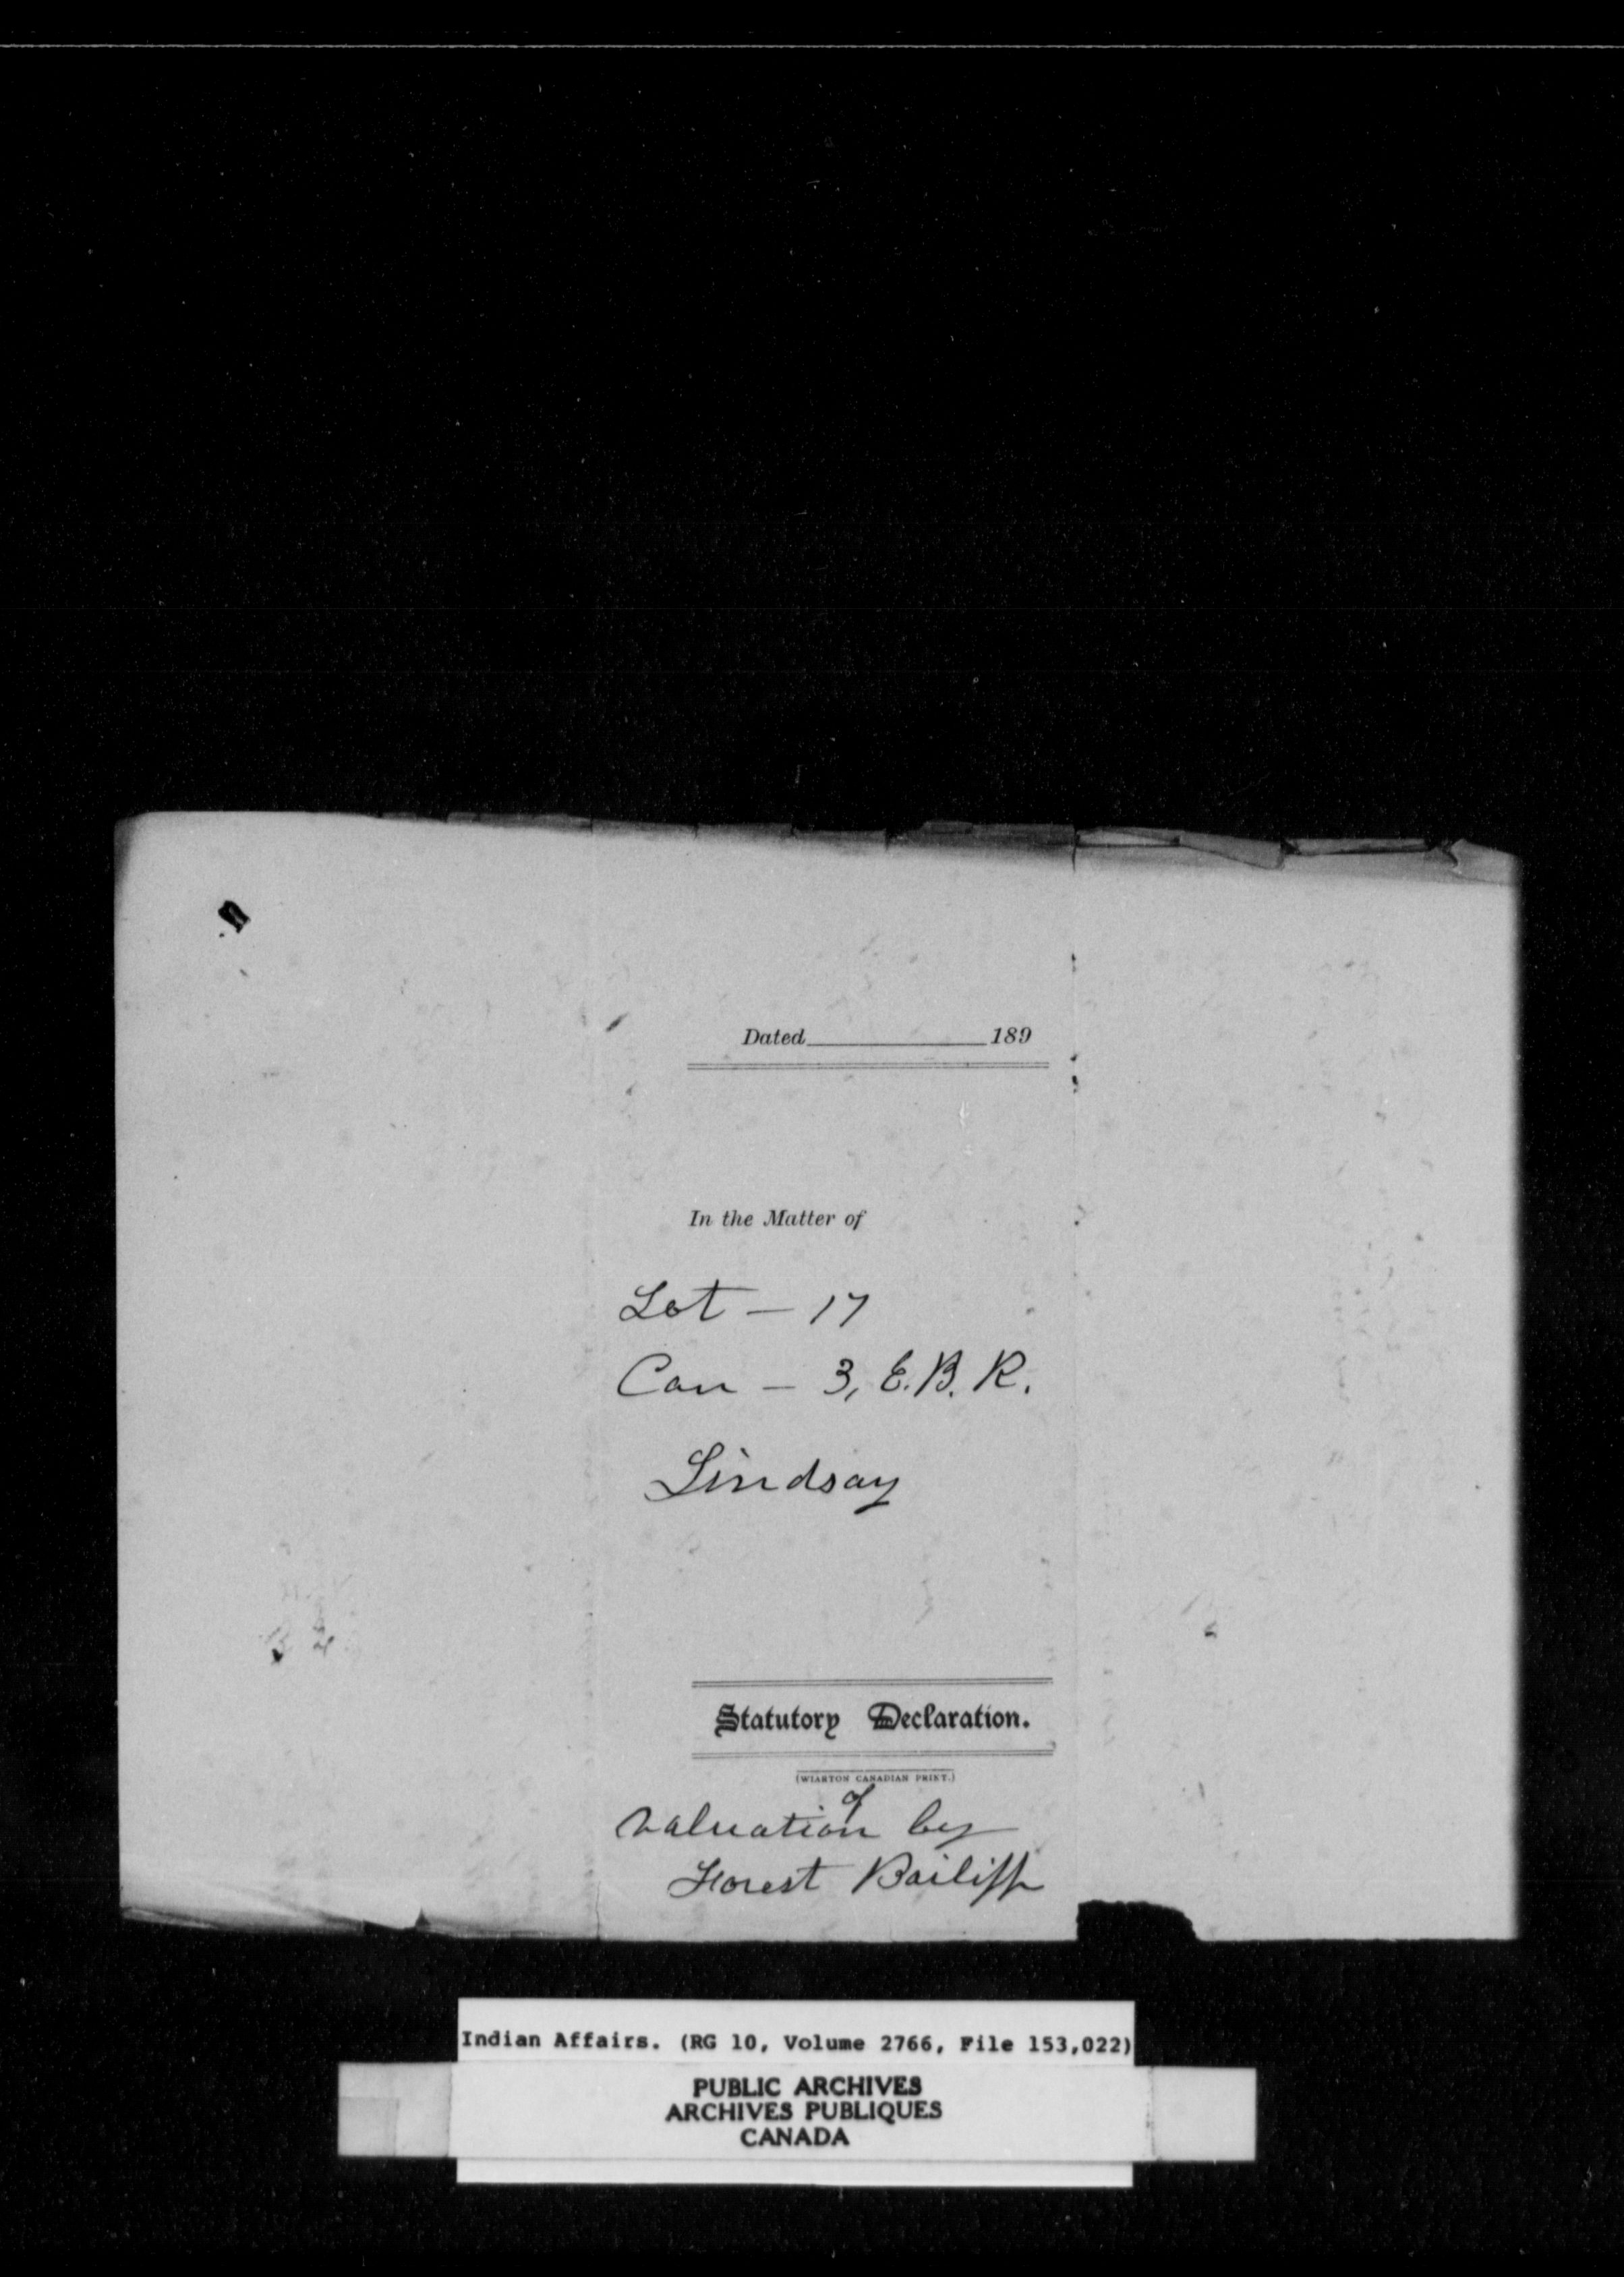 Dated 189
In the Matter of
Lot – 17
Con – 3, E. B. R.
Lindsay
Statutory Declaration.
(WIARTON CANADIAN PRINT.)
of
Valuation by
Forest Bailiff
Indian Affairs. (RG 10, Volume 2766, File 153,022)
PUBLIC ARCHIVES
ARCHIVES PUBLIQUES
CANADA